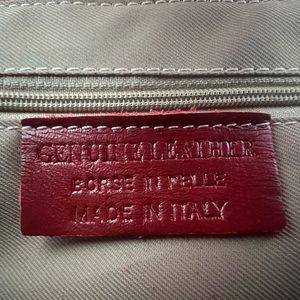 GENUINE LEATHER
BORSE IN PELLE
MADE IN ITALY